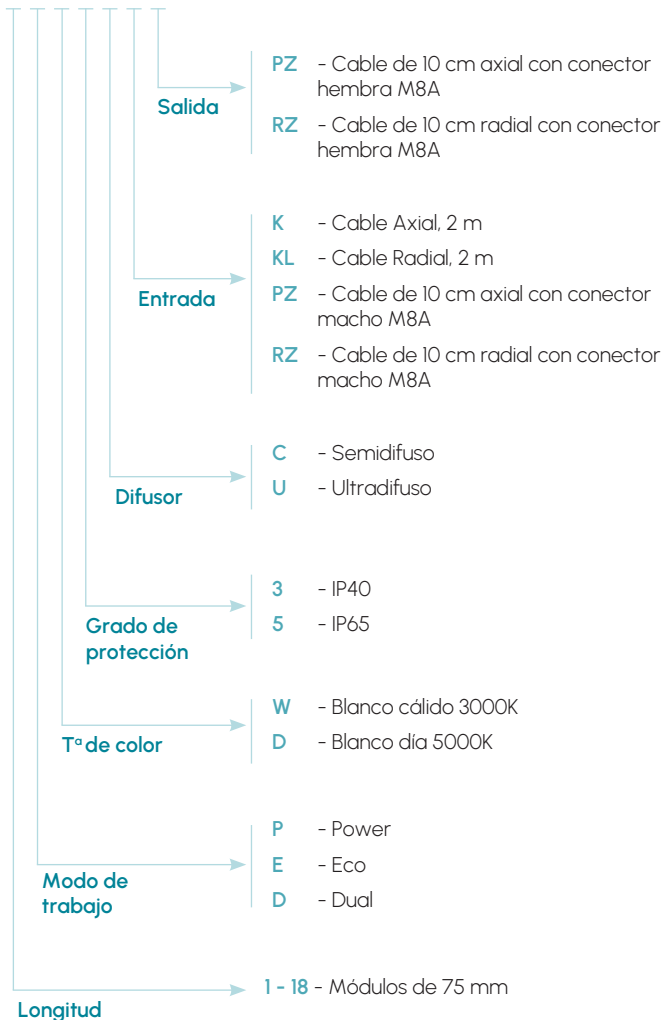 PZ - Cable de 10 cm axial con conector
hembra M8A
Salida
RZ - Cable de 10 cm radial con conector
hembra M8A
K - Cable Axial, 2 m
KL - Cable Radial, 2 m
Entrada
PZ - Cable de 10 cm axial con conector
macho M8A
RZ - Cable de 10 cm radial con conector
macho M8A
C - Semidifuso
Difusor
U - Ultradifuso
3 - IP40
Grado de
protección
5 - IP65
W - Blanco cálido 3000K
Tª de color
D - Blanco día 5000K
P - Power
E - Eco
Modo de
trabajo
D - Dual
1 - 18 - Módulos de 75 mm
Longitud